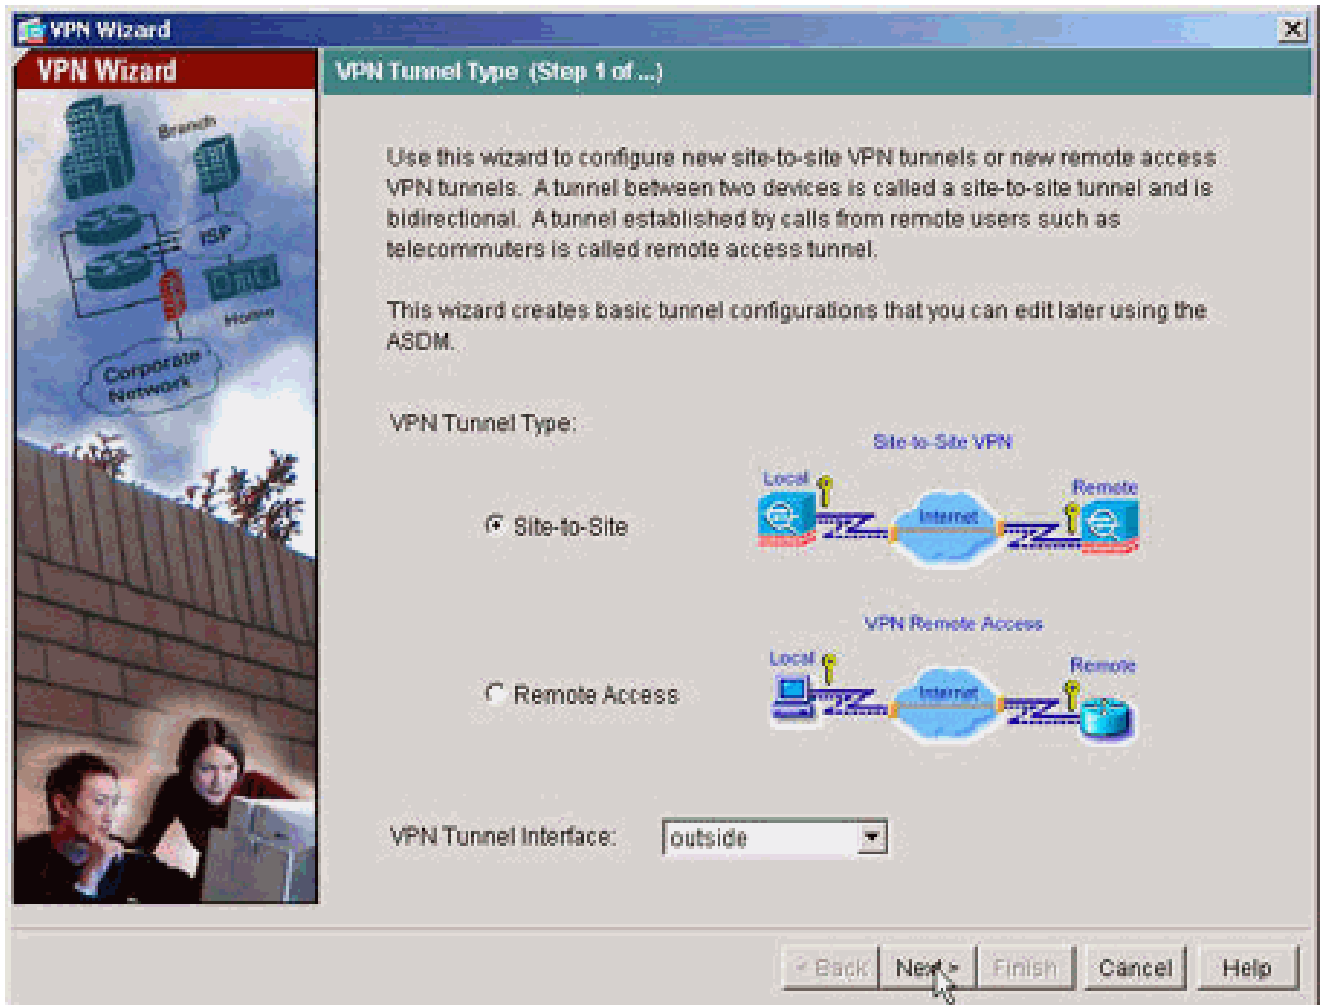 VPN Wizard
VPN Wizard
VPN Tunnel Type (Step 1 of ...)
Branch
ISP
Home
Corporate
Network
Use this wizard to configure new site-to-site VPN tunnels or new remote access
VPN tunnels. A tunnel between two devices is called a site-to-site tunnel and is
bidirectional. A tunnel established by calls from remote users such as
telecommuters is called remote access tunnel.
This wizard creates basic tunnel configurations that you can edit later using the
ASDM.
VPN Tunnel Type:
Site-to-Site VPN
Local
Remote
Internet
Site-to-Site
VPN Remote Access
Local
Remote
Internet
Remote Access
VPN Tunnel Interface:
outside
< Back
Next >
Finish
Cancel
Help